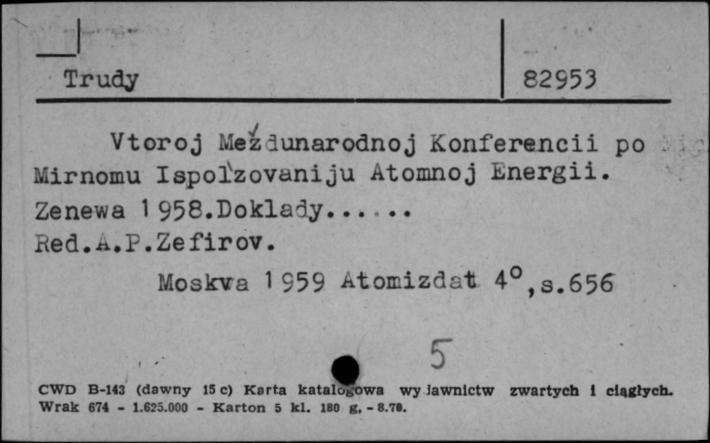 Trudy 82953
Vtoroj Meždunarodnoj Konferencii po
Mirnomu Ispol'zovaniju Atomnoj Energii.
Zenewa 1958.Doklady......
Red.A.P.Zefirov.
Moskva 1959 Atomizdat 4°,s.656
5
CWD B-143 (dawny 15 c) Karta katalogowa wydawnictw zwartych i ciągłych.
Wrak 674 - 1.625.000 - Karton 5 kl. 180 g, - 8.70.